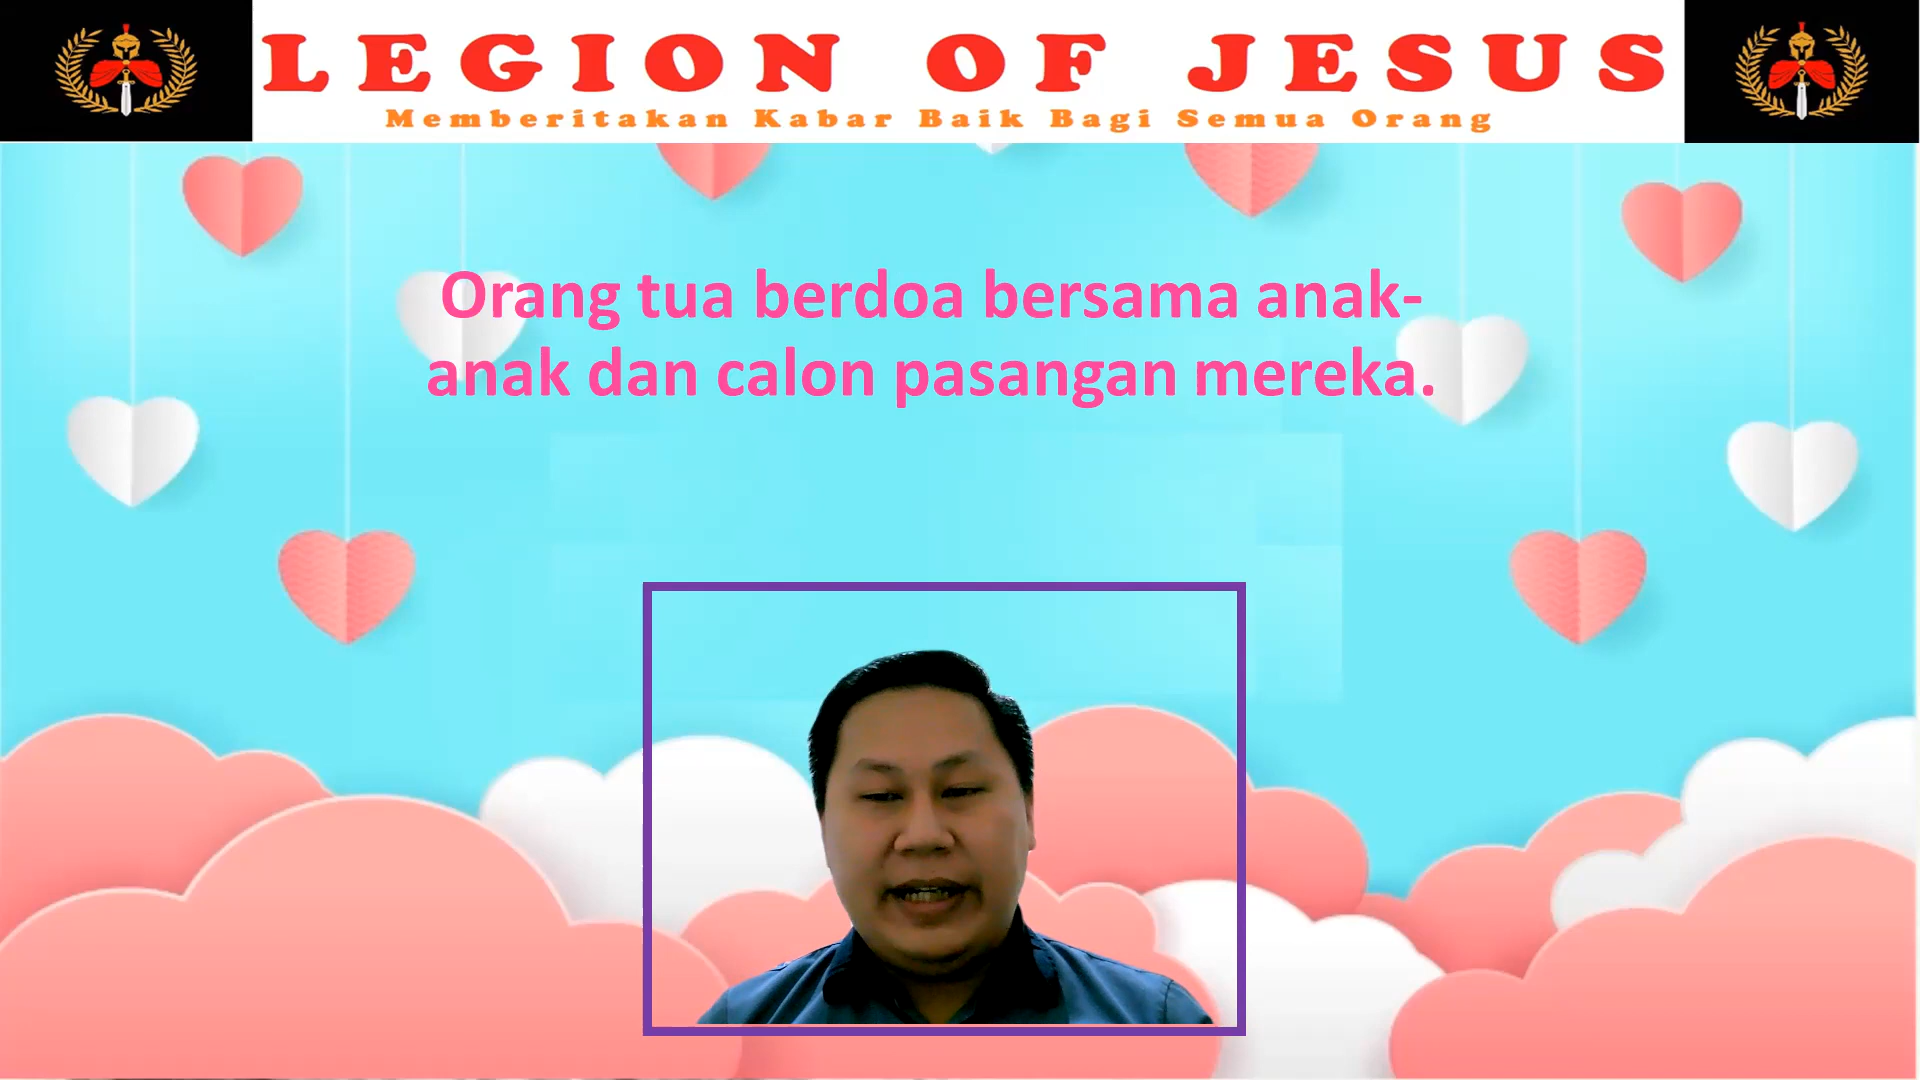 LEGION OF JESUS
Memberitakan Kabar Baik Bagi Semua Orang
Orang tua berdoa bersama anak-
anak dan calon pasangan mereka.